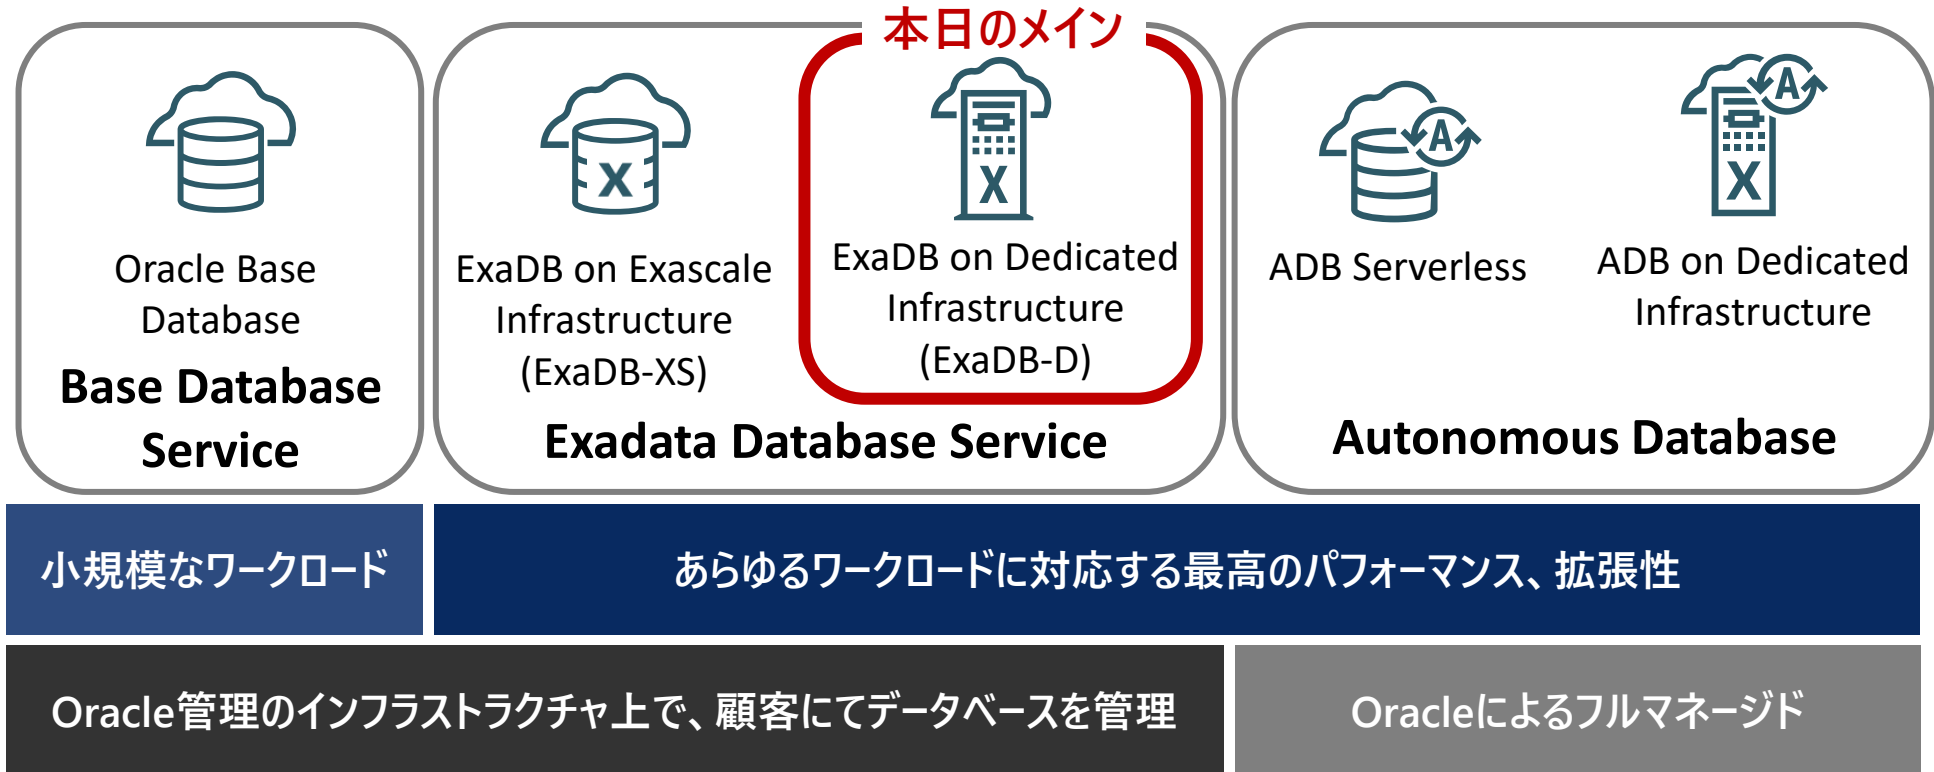 本日のメイン
Oracle Base
Database
Base Database
Service
X
ExaDB on Exascale
Infrastructure
(ExaDB-XS)
X
ExaDB on Dedicated
Infrastructure
(ExaDB-D)
Exadata Database Service
A
ADB Serverless
A
X
ADB on Dedicated
Infrastructure
Autonomous Database
小規模なワークロード
あらゆるワークロードに対応する最高のパフォーマンス、拡張性
Oracle管理のインフラストラクチャ上で、顧客にてデータベースを管理
Oracleによるフルマネージド